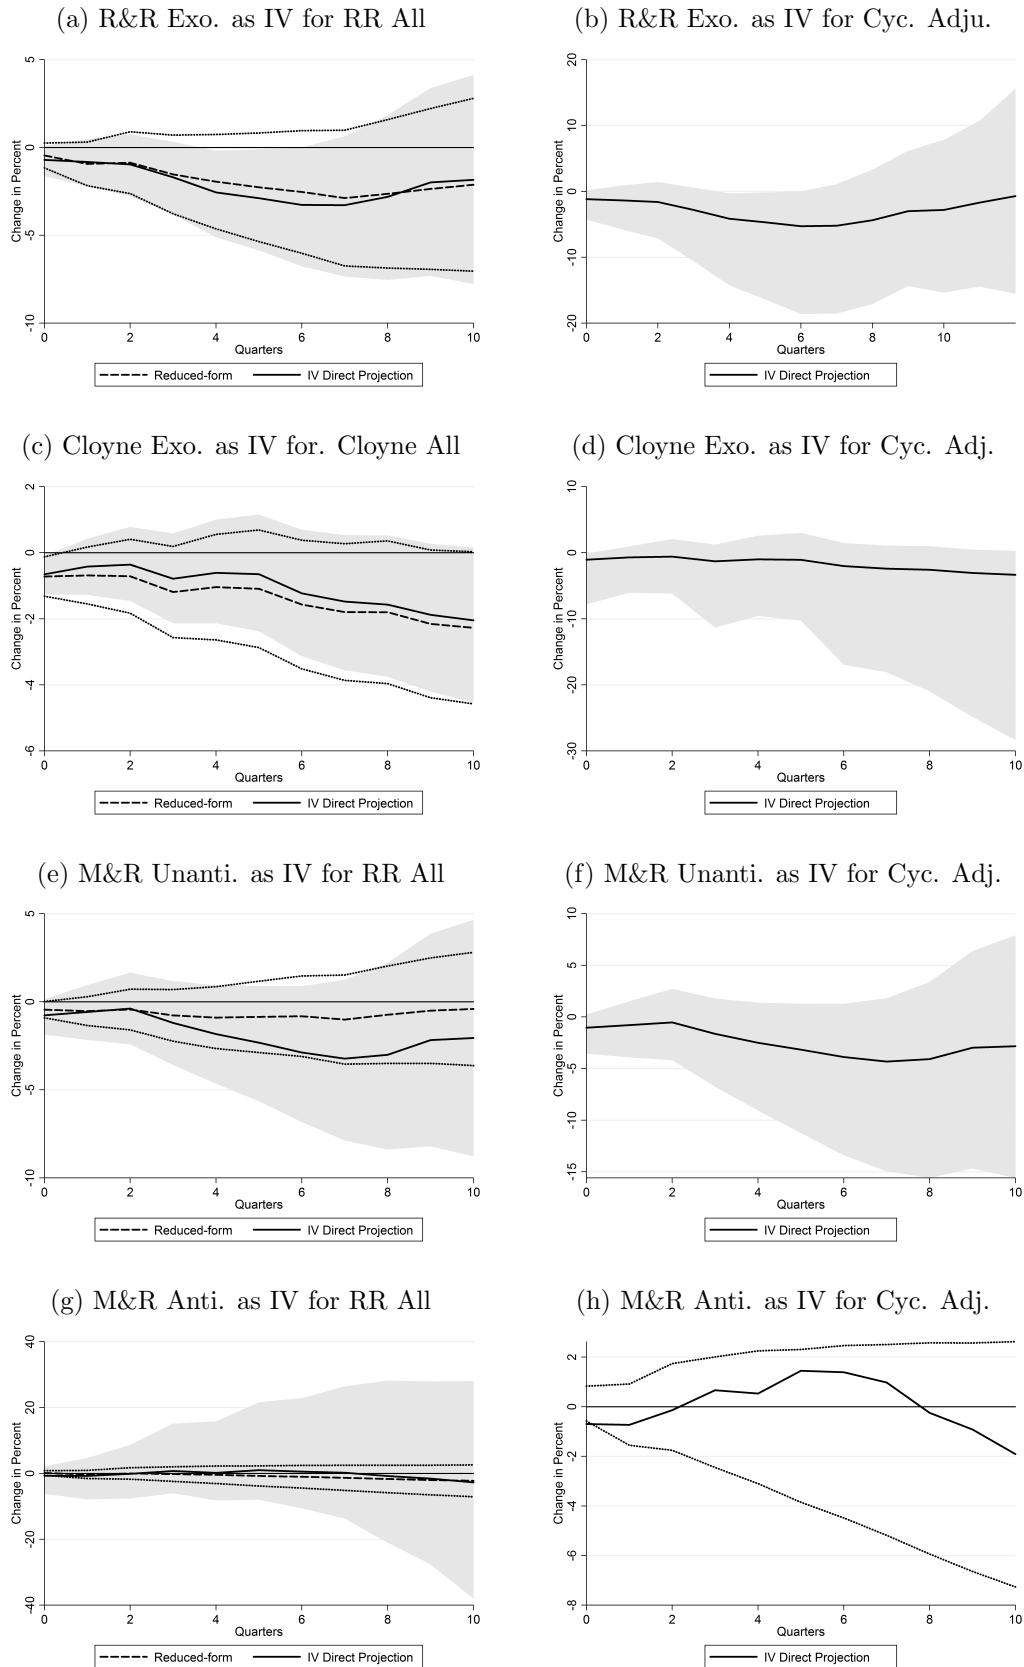 (a) R&R Exo. as IV for RR All
Change in Percent
5
0
-5
-10
0 2 4 6 8 10
Quarters
Reduced-form IV Direct Projection
(b) R&R Exo. as IV for Cyc. Adju.
Change in Percent
20
10
0
-10
-20
0 2 4 6 8 10
Quarters
IV Direct Projection
(c) Cloyne Exo. as IV for. Cloyne All
Change in Percent
2
0
-2
-4
-6
0 2 4 6 8 10
Quarters
Reduced-form IV Direct Projection
(d) Cloyne Exo. as IV for Cyc. Adj.
Change in Percent
10
0
-10
-20
-30
0 2 4 6 8 10
Quarters
IV Direct Projection
(e) M&R Unanti. as IV for RR All
Change in Percent
5
0
-5
-10
0 2 4 6 8 10
Quarters
Reduced-form IV Direct Projection
(f) M&R Unanti. as IV for Cyc. Adj.
Change in Percent
10
5
0
-5
-10
-15
0 2 4 6 8 10
Quarters
IV Direct Projection
(g) M&R Anti. as IV for RR All
Change in Percent
40
20
0
-20
-40
0 2 4 6 8 10
Quarters
Reduced-form IV Direct Projection
(h) M&R Anti. as IV for Cyc. Adj.
Change in Percent
2
0
-2
-4
-6
-8
0 2 4 6 8 10
Quarters
IV Direct Projection